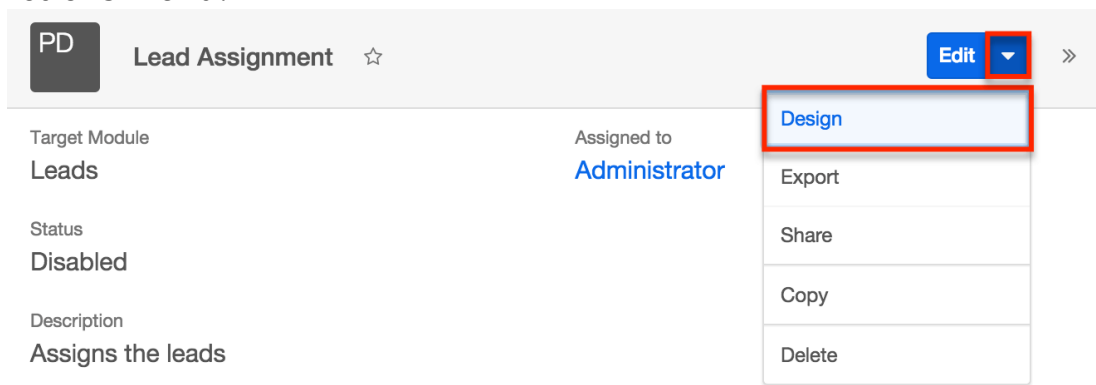 PD
Lead Assignment
Edit
Target Module
Leads
Assigned to
Administrator
Design
Export
Share
Copy
Delete
Status
Disabled
Description
Assigns the leads